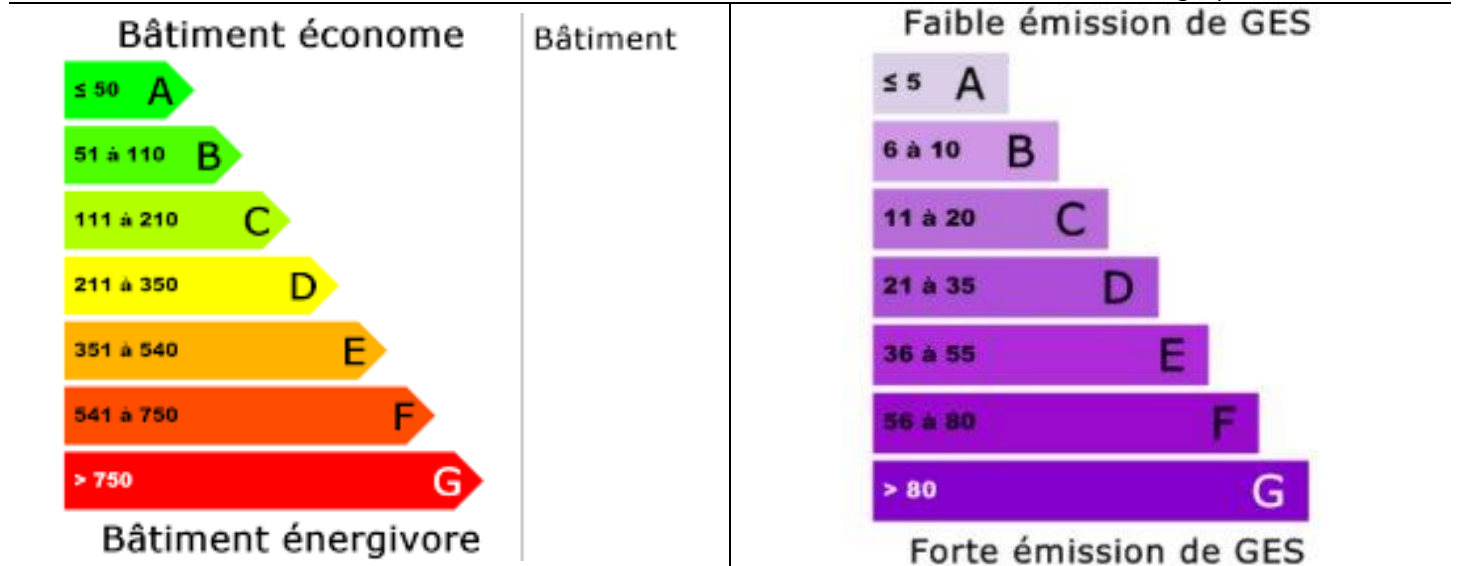 Bâtiment économe
Bâtiment
≤ 50 A
51 à 110 B
111 à 210 C
211 à 350 D
351 à 540 E
541 à 750 F
> 750 G
Bâtiment énergivore
Faible émission de GES
≤ 5 A
6 à 10 B
11 à 20 C
21 à 35 D
36 à 55 E
56 à 80 F
> 80 G
Forte émission de GES